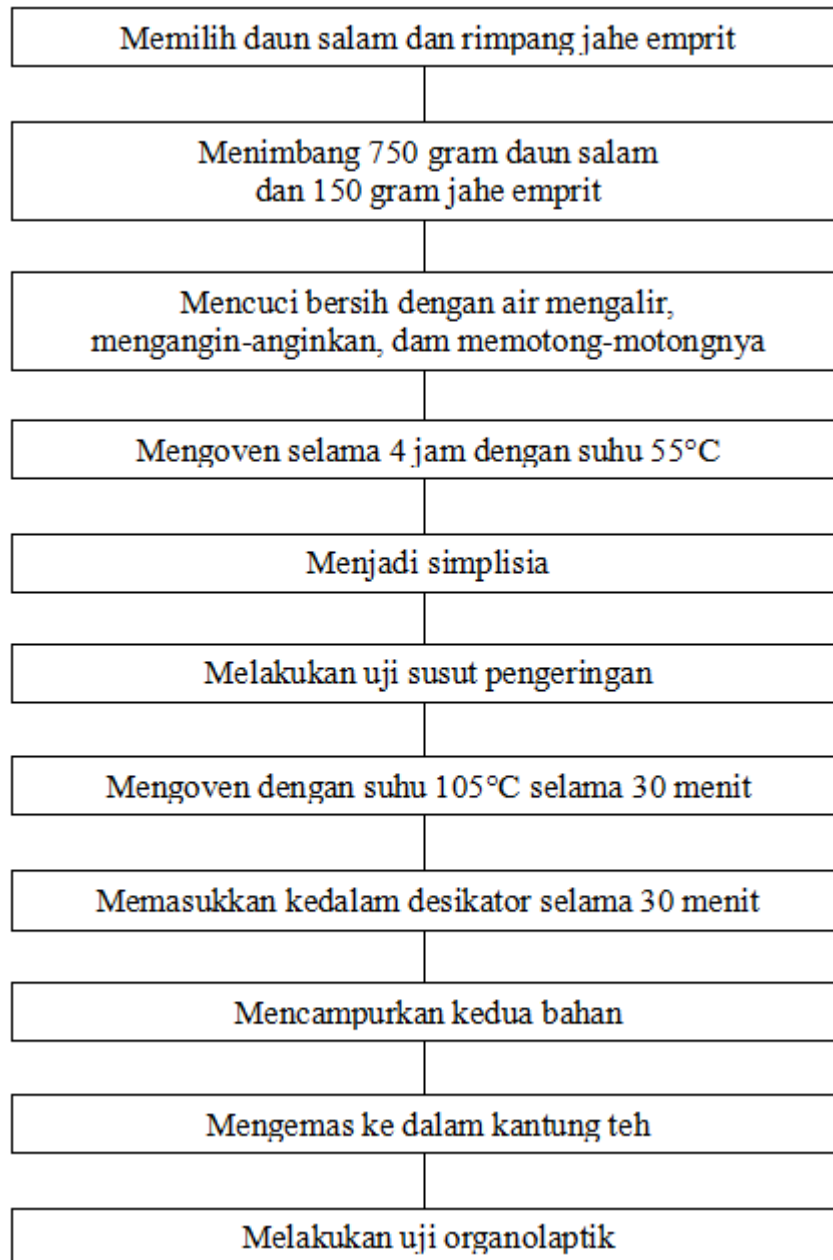 Memilih daun salam dan rimpang jahe emprit
Menimbang 750 gram daun salam
dan 150 gram jahe emprit
Mencuci bersih dengan air mengalir,
mengangin-anginkan, dam memotong-motongnya
Mengoven selama 4 jam dengan suhu 55°C
Menjadi simplisia
Melakukan uji susut pengeringan
Mengoven dengan suhu 105°C selama 30 menit
Memasukkan kedalam desikator selama 30 menit
Mencampurkan kedua bahan
Mengemas ke dalam kantung teh
Melakukan uji organolaptik